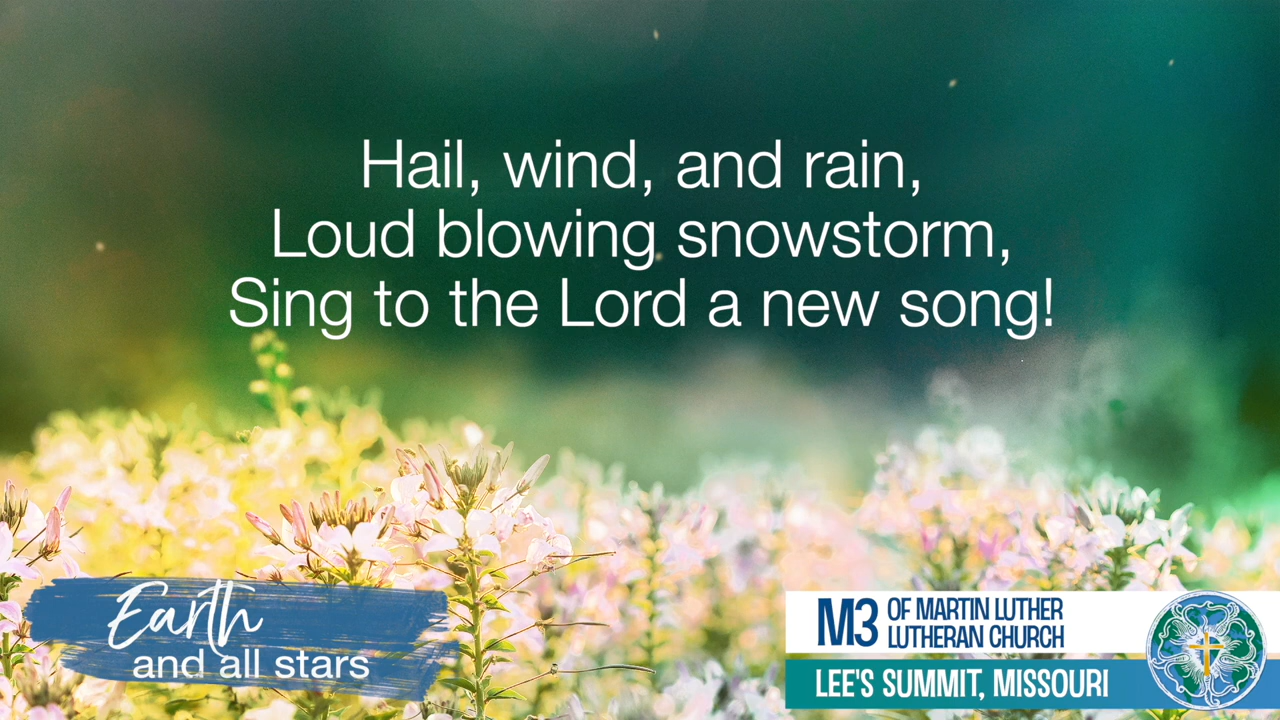 Hail, wind, and rain,
Loud blowing snowstorm,
Sing to the Lord a new song!
Earth
and all stars
M3 OF MARTIN LUTHER
LUTHERAN CHURCH
LEE'S SUMMIT, MISSOURI